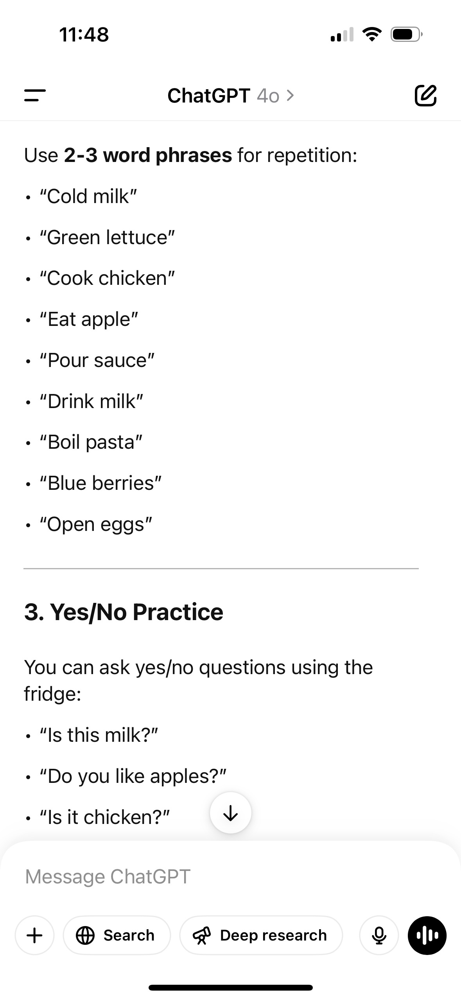 11:48
ChatGPT 4o >
Use 2-3 word phrases for repetition:
• “Cold milk”
• “Green lettuce”
• “Cook chicken”
• “Eat apple”
• “Pour sauce”
• “Drink milk”
• “Boil pasta”
• “Blue berries”
• “Open eggs”
3. Yes/No Practice
You can ask yes/no questions using the
fridge:
• “Is this milk?”
• “Do you like apples?”
• “Is it chicken?”
Message ChatGPT
Search
Deep research